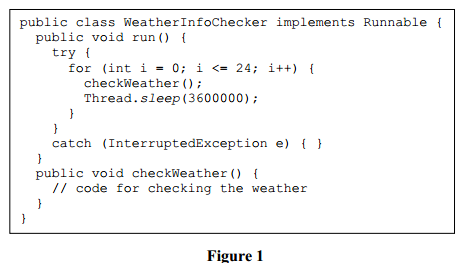 public class WeatherInfoChecker implements Runnable {
public void run() {
try {
for (int i = 0; i <= 24; i++) {
checkWeather();
Thread.sleep(3600000);
}
}
catch (InterruptedException e) { }
}
public void checkWeather() {
// code for checking the weather
}
}
Figure 1